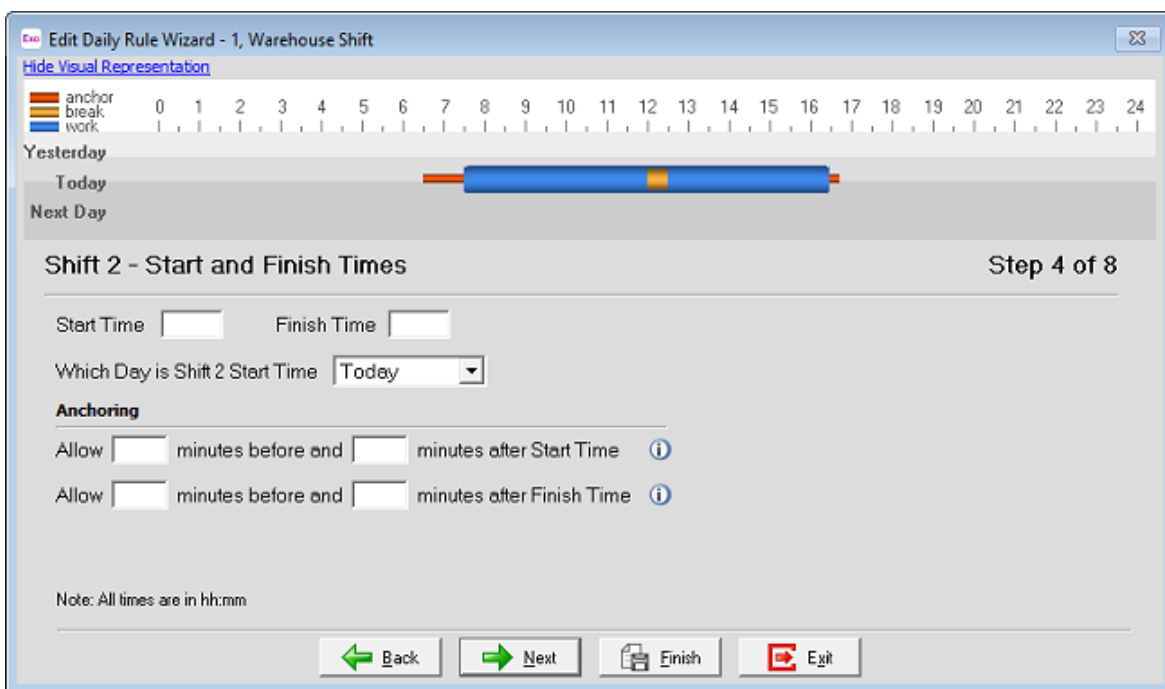 Exo Edit Daily Rule Wizard - 1, Warehouse Shift
Hide Visual Representation
anchor
break
work
0 1 2 3 4 5 6 7 8 9 10 11 12 13 14 15 16 17 18 19 20 21 22 23 24
Yesterday
Today
Next Day
Shift 2 - Start and Finish Times Step 4 of 8
Start Time Finish Time
Which Day is Shift 2 Start Time Today
Anchoring
Allow minutes before and minutes after Start Time
Allow minutes before and minutes after Finish Time
Note: All times are in hh:mm
Back Next Finish Exit